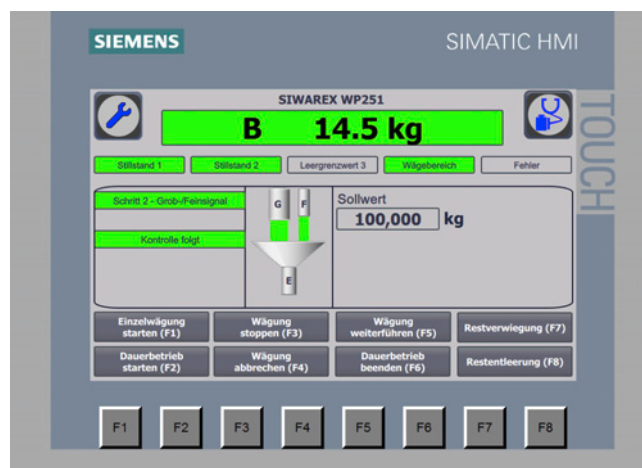 SIEMENS
SIMATIC HMI
TOUCH
SIWAREX WP251
B 14.5 kg
Stillstand 1
Stillstand 2
Leergrenzwert 3
Wägebereich
Fehler
Schritt 2 - Grob-/Feinsignal
Kontrolle folgt
G
F
E
Sollwert
100,000 kg
Einzelwägung
starten (F1)
Wägung
stoppen (F3)
Wägung
weiterführen (F5)
Restverwiegung (F7)
Dauerbetrieb
starten (F2)
Wägung
abbrechen (F4)
Dauerbetrieb
beenden (F6)
Restentleerung (F8)
F1
F2
F3
F4
F5
F6
F7
F8